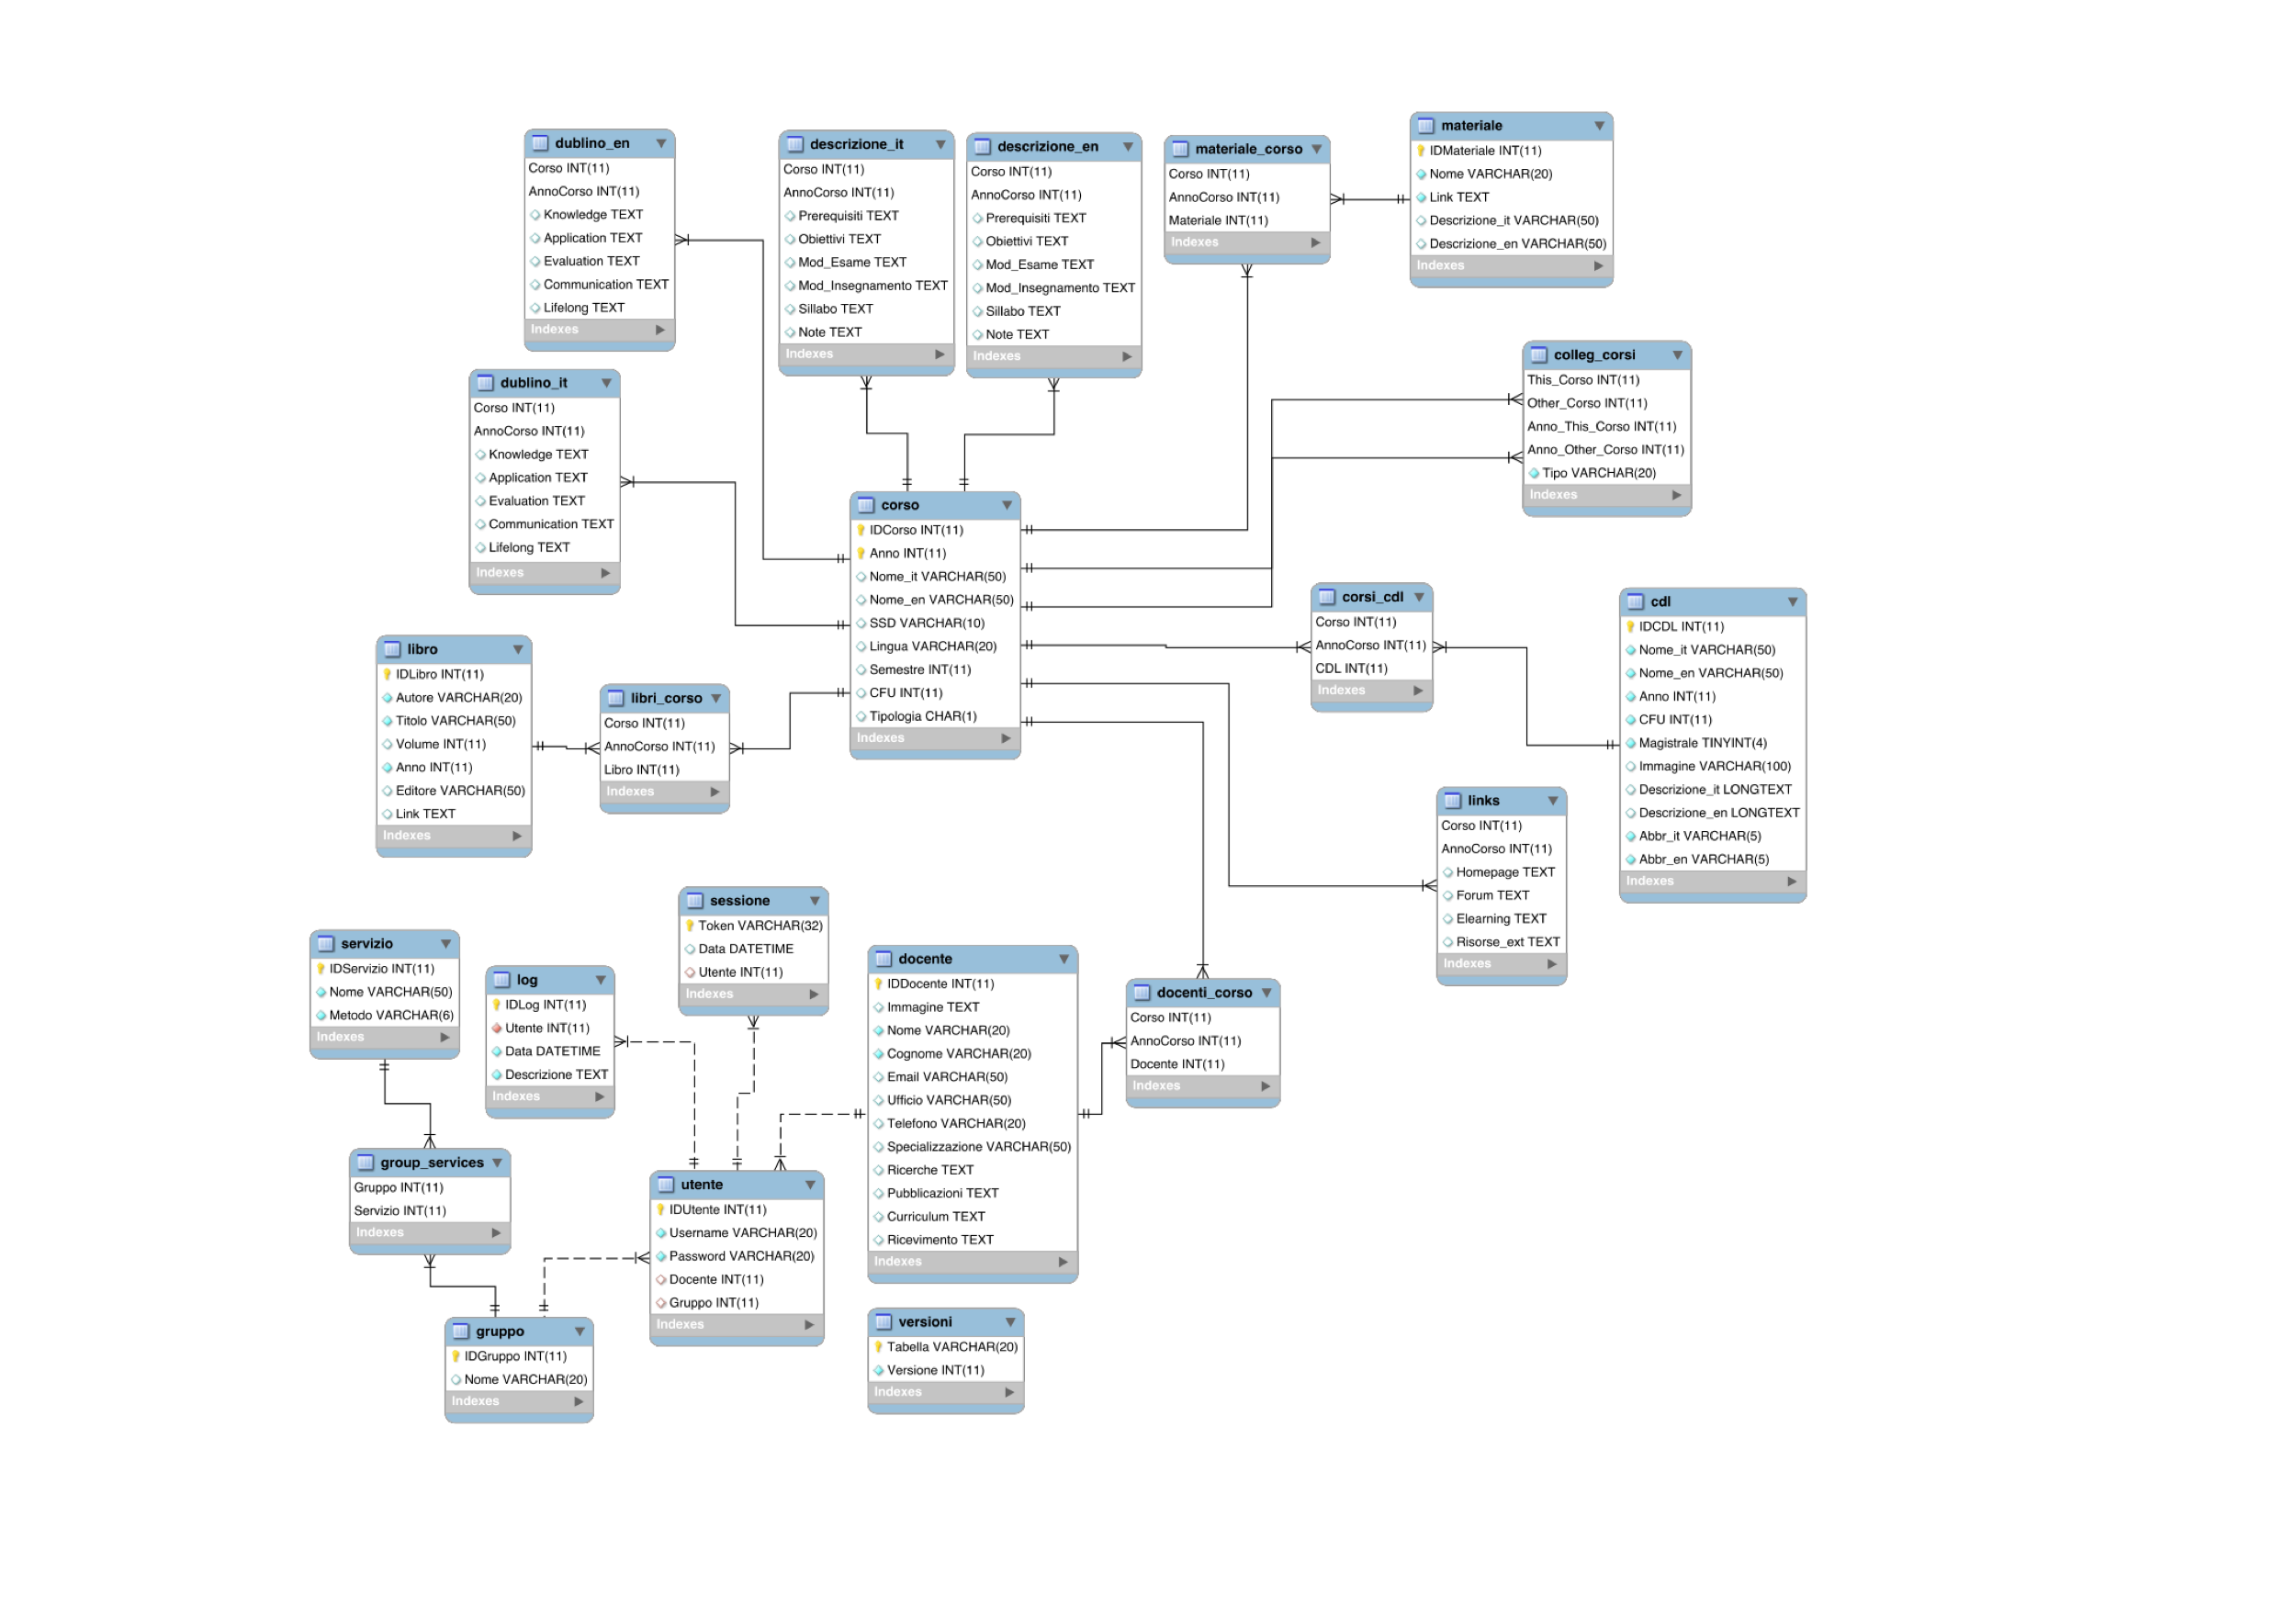 dublino_en
Corso INT(11)
AnnoCorso INT(11)
Knowledge TEXT
Application TEXT
Evaluation TEXT
Communication TEXT
Lifelong TEXT
Indexes
descrizione_it
Corso INT(11)
AnnoCorso INT(11)
Prerequisiti TEXT
Obiettivi TEXT
Mod_Esame TEXT
Mod_Insegnamento TEXT
Sillabo TEXT
Note TEXT
Indexes
descrizione_en
Corso INT(11)
AnnoCorso INT(11)
Prerequisiti TEXT
Obiettivi TEXT
Mod_Esame TEXT
Mod_Insegnamento TEXT
Sillabo TEXT
Note TEXT
Indexes
materiale_corso
Corso INT(11)
AnnoCorso INT(11)
Materiale INT(11)
Indexes
materiale
IDMateriale INT(11)
Nome VARCHAR(20)
Link TEXT
Descrizione_it VARCHAR(50)
Descrizione_en VARCHAR(50)
Indexes
dublino_it
Corso INT(11)
AnnoCorso INT(11)
Knowledge TEXT
Application TEXT
Evaluation TEXT
Communication TEXT
Lifelong TEXT
Indexes
colleg_corsi
This_Corso INT(11)
Other_Corso INT(11)
Anno_This_Corso INT(11)
Anno_Other_Corso INT(11)
Tipo VARCHAR(20)
Indexes
corso
IDCorso INT(11)
Anno INT(11)
Nome_it VARCHAR(50)
Nome_en VARCHAR(50)
SSD VARCHAR(10)
Lingua VARCHAR(20)
Semestre INT(11)
CFU INT(11)
Tipologia CHAR(1)
Indexes
corsi_cdl
Corso INT(11)
AnnoCorso INT(11)
CDL INT(11)
Indexes
cdl
IDCDL INT(11)
Nome_it VARCHAR(50)
Nome_en VARCHAR(50)
Anno INT(11)
CFU INT(11)
Magistrale TINYINT(4)
Immagine VARCHAR(100)
Descrizione_it LONGTEXT
Descrizione_en LONGTEXT
Abbr_it VARCHAR(5)
Abbr_en VARCHAR(5)
Indexes
libro
IDLibro INT(11)
Autore VARCHAR(20)
Titolo VARCHAR(50)
Volume INT(11)
Anno INT(11)
Editore VARCHAR(50)
Link TEXT
Indexes
libri_corso
Corso INT(11)
AnnoCorso INT(11)
Libro INT(11)
Indexes
links
Corso INT(11)
AnnoCorso INT(11)
Homepage TEXT
Forum TEXT
Elearning TEXT
Risorse_ext TEXT
Indexes
sessione
Token VARCHAR(32)
Data DATETIME
Utente INT(11)
Indexes
servizio
IDServizio INT(11)
Nome VARCHAR(50)
Metodo VARCHAR(6)
Indexes
log
IDLog INT(11)
Utente INT(11)
Data DATETIME
Descrizione TEXT
Indexes
docente
IDDocente INT(11)
Immagine TEXT
Nome VARCHAR(20)
Cognome VARCHAR(20)
Email VARCHAR(50)
Ufficio VARCHAR(50)
Telefono VARCHAR(20)
Specializzazione VARCHAR(50)
Ricerche TEXT
Pubblicazioni TEXT
Curriculum TEXT
Ricevimento TEXT
Indexes
docenti_corso
Corso INT(11)
AnnoCorso INT(11)
Docente INT(11)
Indexes
group_services
Gruppo INT(11)
Servizio INT(11)
Indexes
utente
IDUtente INT(11)
Username VARCHAR(20)
Password VARCHAR(20)
Docente INT(11)
Gruppo INT(11)
Indexes
gruppo
IDGruppo INT(11)
Nome VARCHAR(20)
Indexes
versioni
Tabella VARCHAR(20)
Versione INT(11)
Indexes